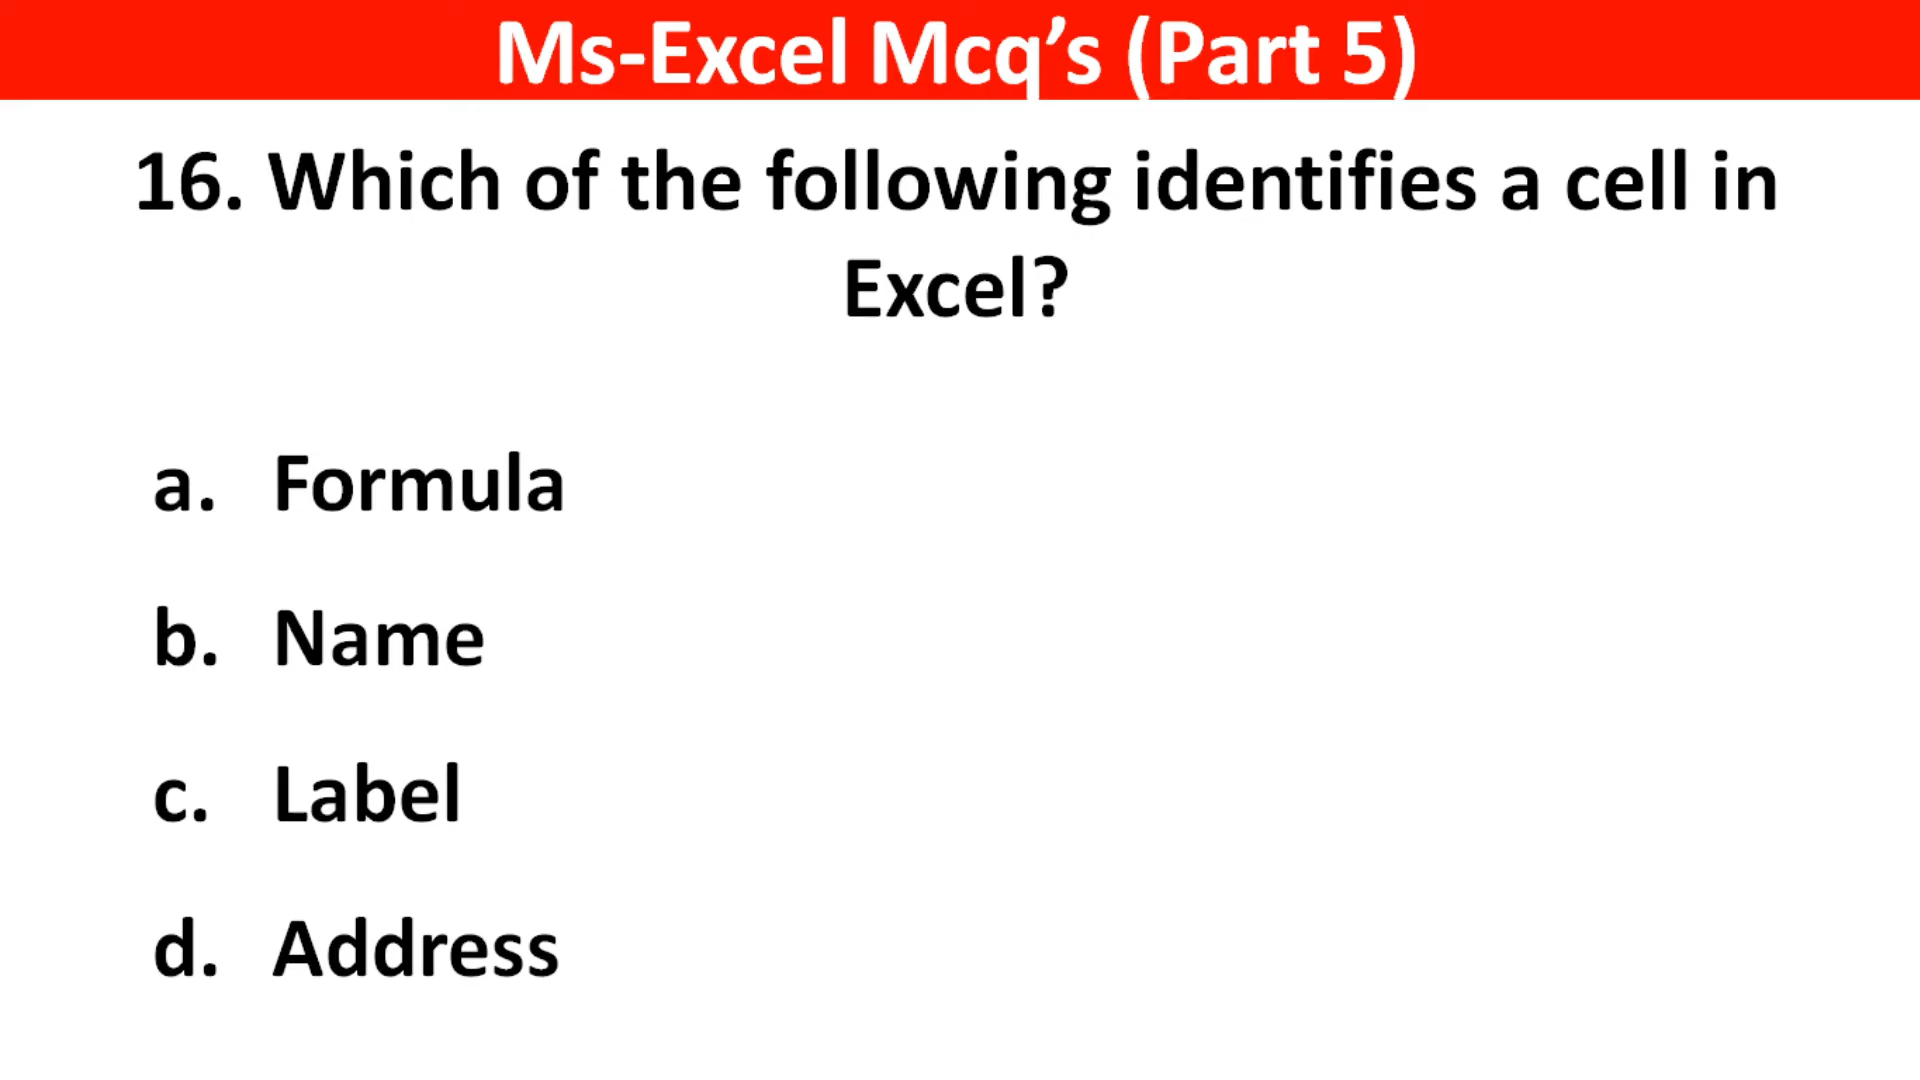 Ms-Excel Mcq’s (Part 5)
16. Which of the following identifies a cell in
Excel?
a. Formula
b. Name
c. Label
d. Address